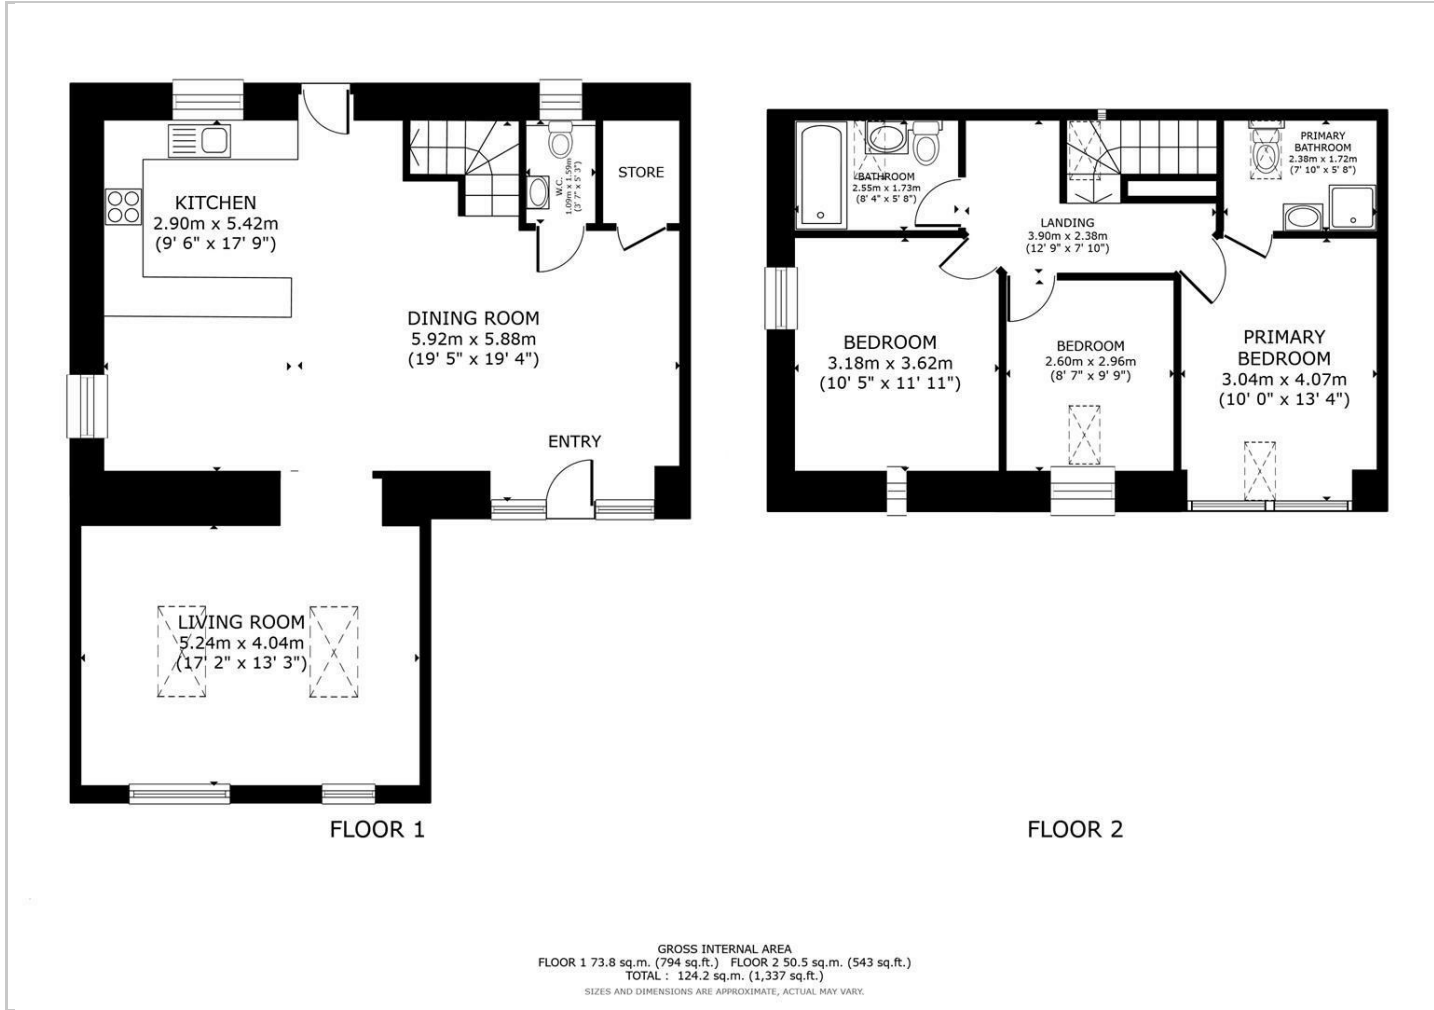 KITCHEN
2.90m x 5.42m
(9' 6" x 17' 9")
W.C.
1.09m x 1.59m
(3' 7" x 5' 3")
STORE
DINING ROOM
5.92m x 5.88m
(19' 5" x 19' 4")
ENTRY
LIVING ROOM
5.24m x 4.04m
(17' 2" x 13' 3")
FLOOR 1
BATHROOM
2.55m x 1.73m
(8' 4" x 5' 8")
LANDING
3.90m x 2.38m
(12' 9" x 7' 10")
PRIMARY
BATHROOM
2.38m x 1.72m
(7' 10" x 5' 8")
BEDROOM
3.18m x 3.62m
(10' 5" x 11' 11")
BEDROOM
2.60m x 2.96m
(8' 7" x 9' 9")
PRIMARY
BEDROOM
3.04m x 4.07m
(10' 0" x 13' 4")
FLOOR 2
GROSS INTERNAL AREA
FLOOR 1 73.8 sq.m. (794 sq.ft.) FLOOR 2 50.5 sq.m. (543 sq.ft.)
TOTAL : 124.2 sq.m. (1,337 sq.ft.)
SIZES AND DIMENSIONS ARE APPROXIMATE, ACTUAL MAY VARY.